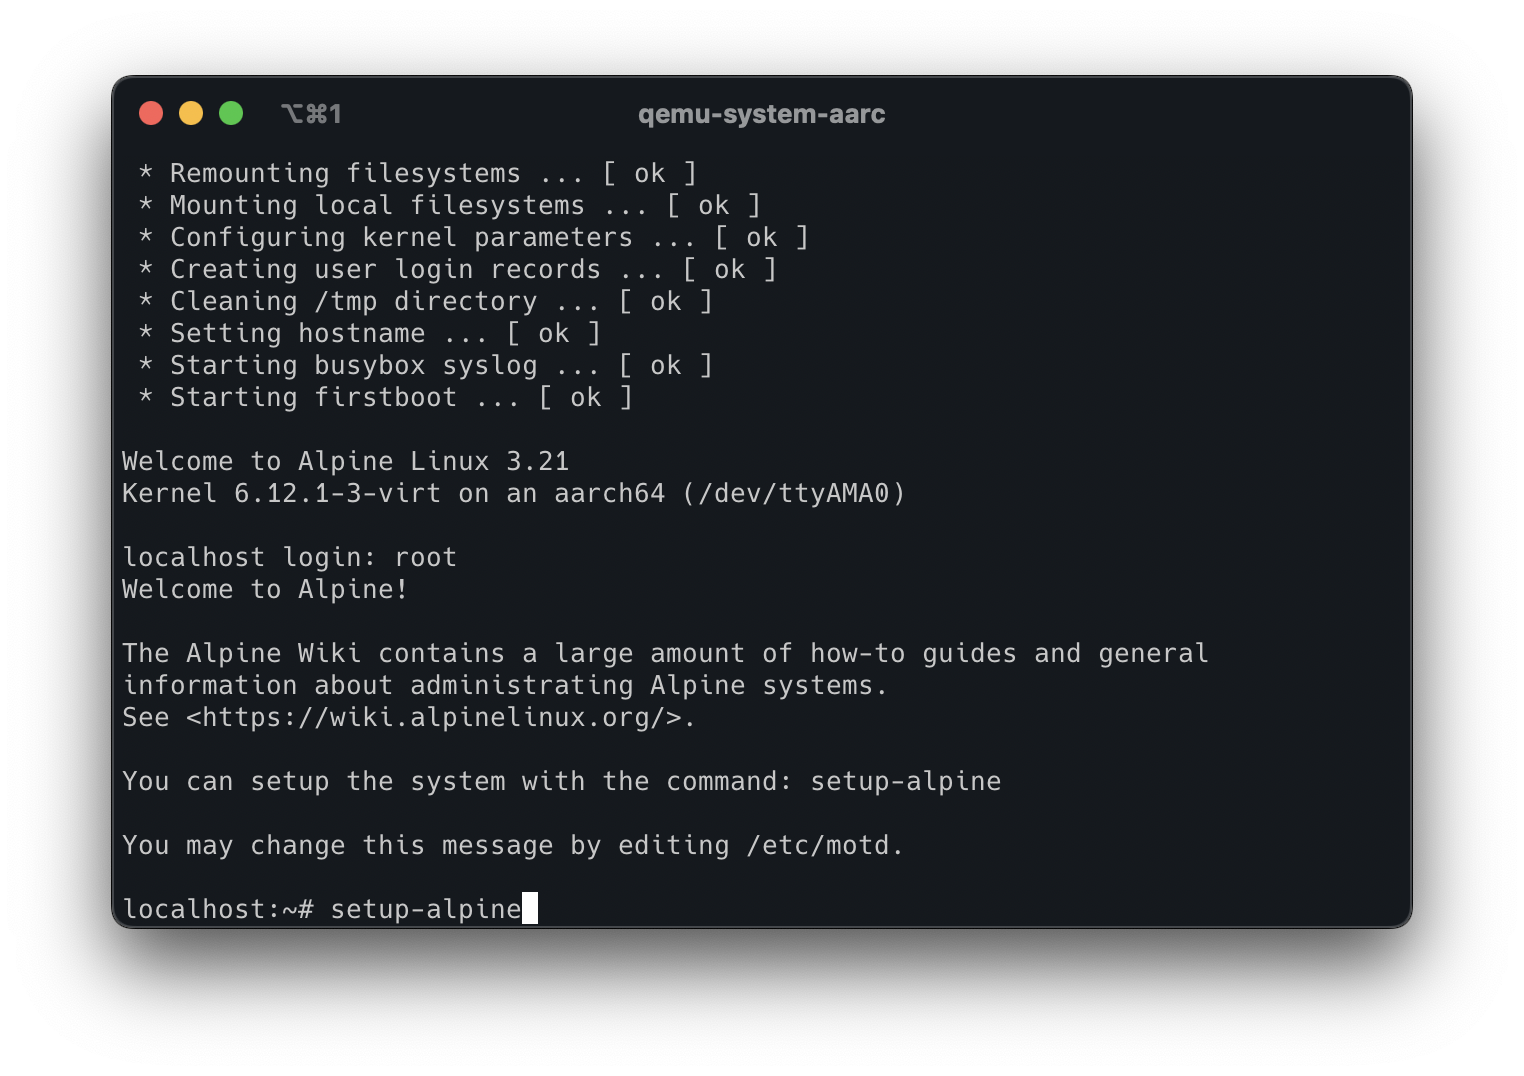 ⌥⌘1 qemu-system-aarc
* Remounting filesystems ... [ ok ]
* Mounting local filesystems ... [ ok ]
* Configuring kernel parameters ... [ ok ]
* Creating user login records ... [ ok ]
* Cleaning /tmp directory ... [ ok ]
* Setting hostname ... [ ok ]
* Starting busybox syslog ... [ ok ]
* Starting firstboot ... [ ok ]
Welcome to Alpine Linux 3.21
Kernel 6.12.1-3-virt on an aarch64 (/dev/ttyAMA0)
localhost login: root
Welcome to Alpine!
The Alpine Wiki contains a large amount of how-to guides and general
information about administrating Alpine systems.
See <https://wiki.alpinelinux.org/>.
You can setup the system with the command: setup-alpine
You may change this message by editing /etc/motd.
localhost:~# setup-alpine